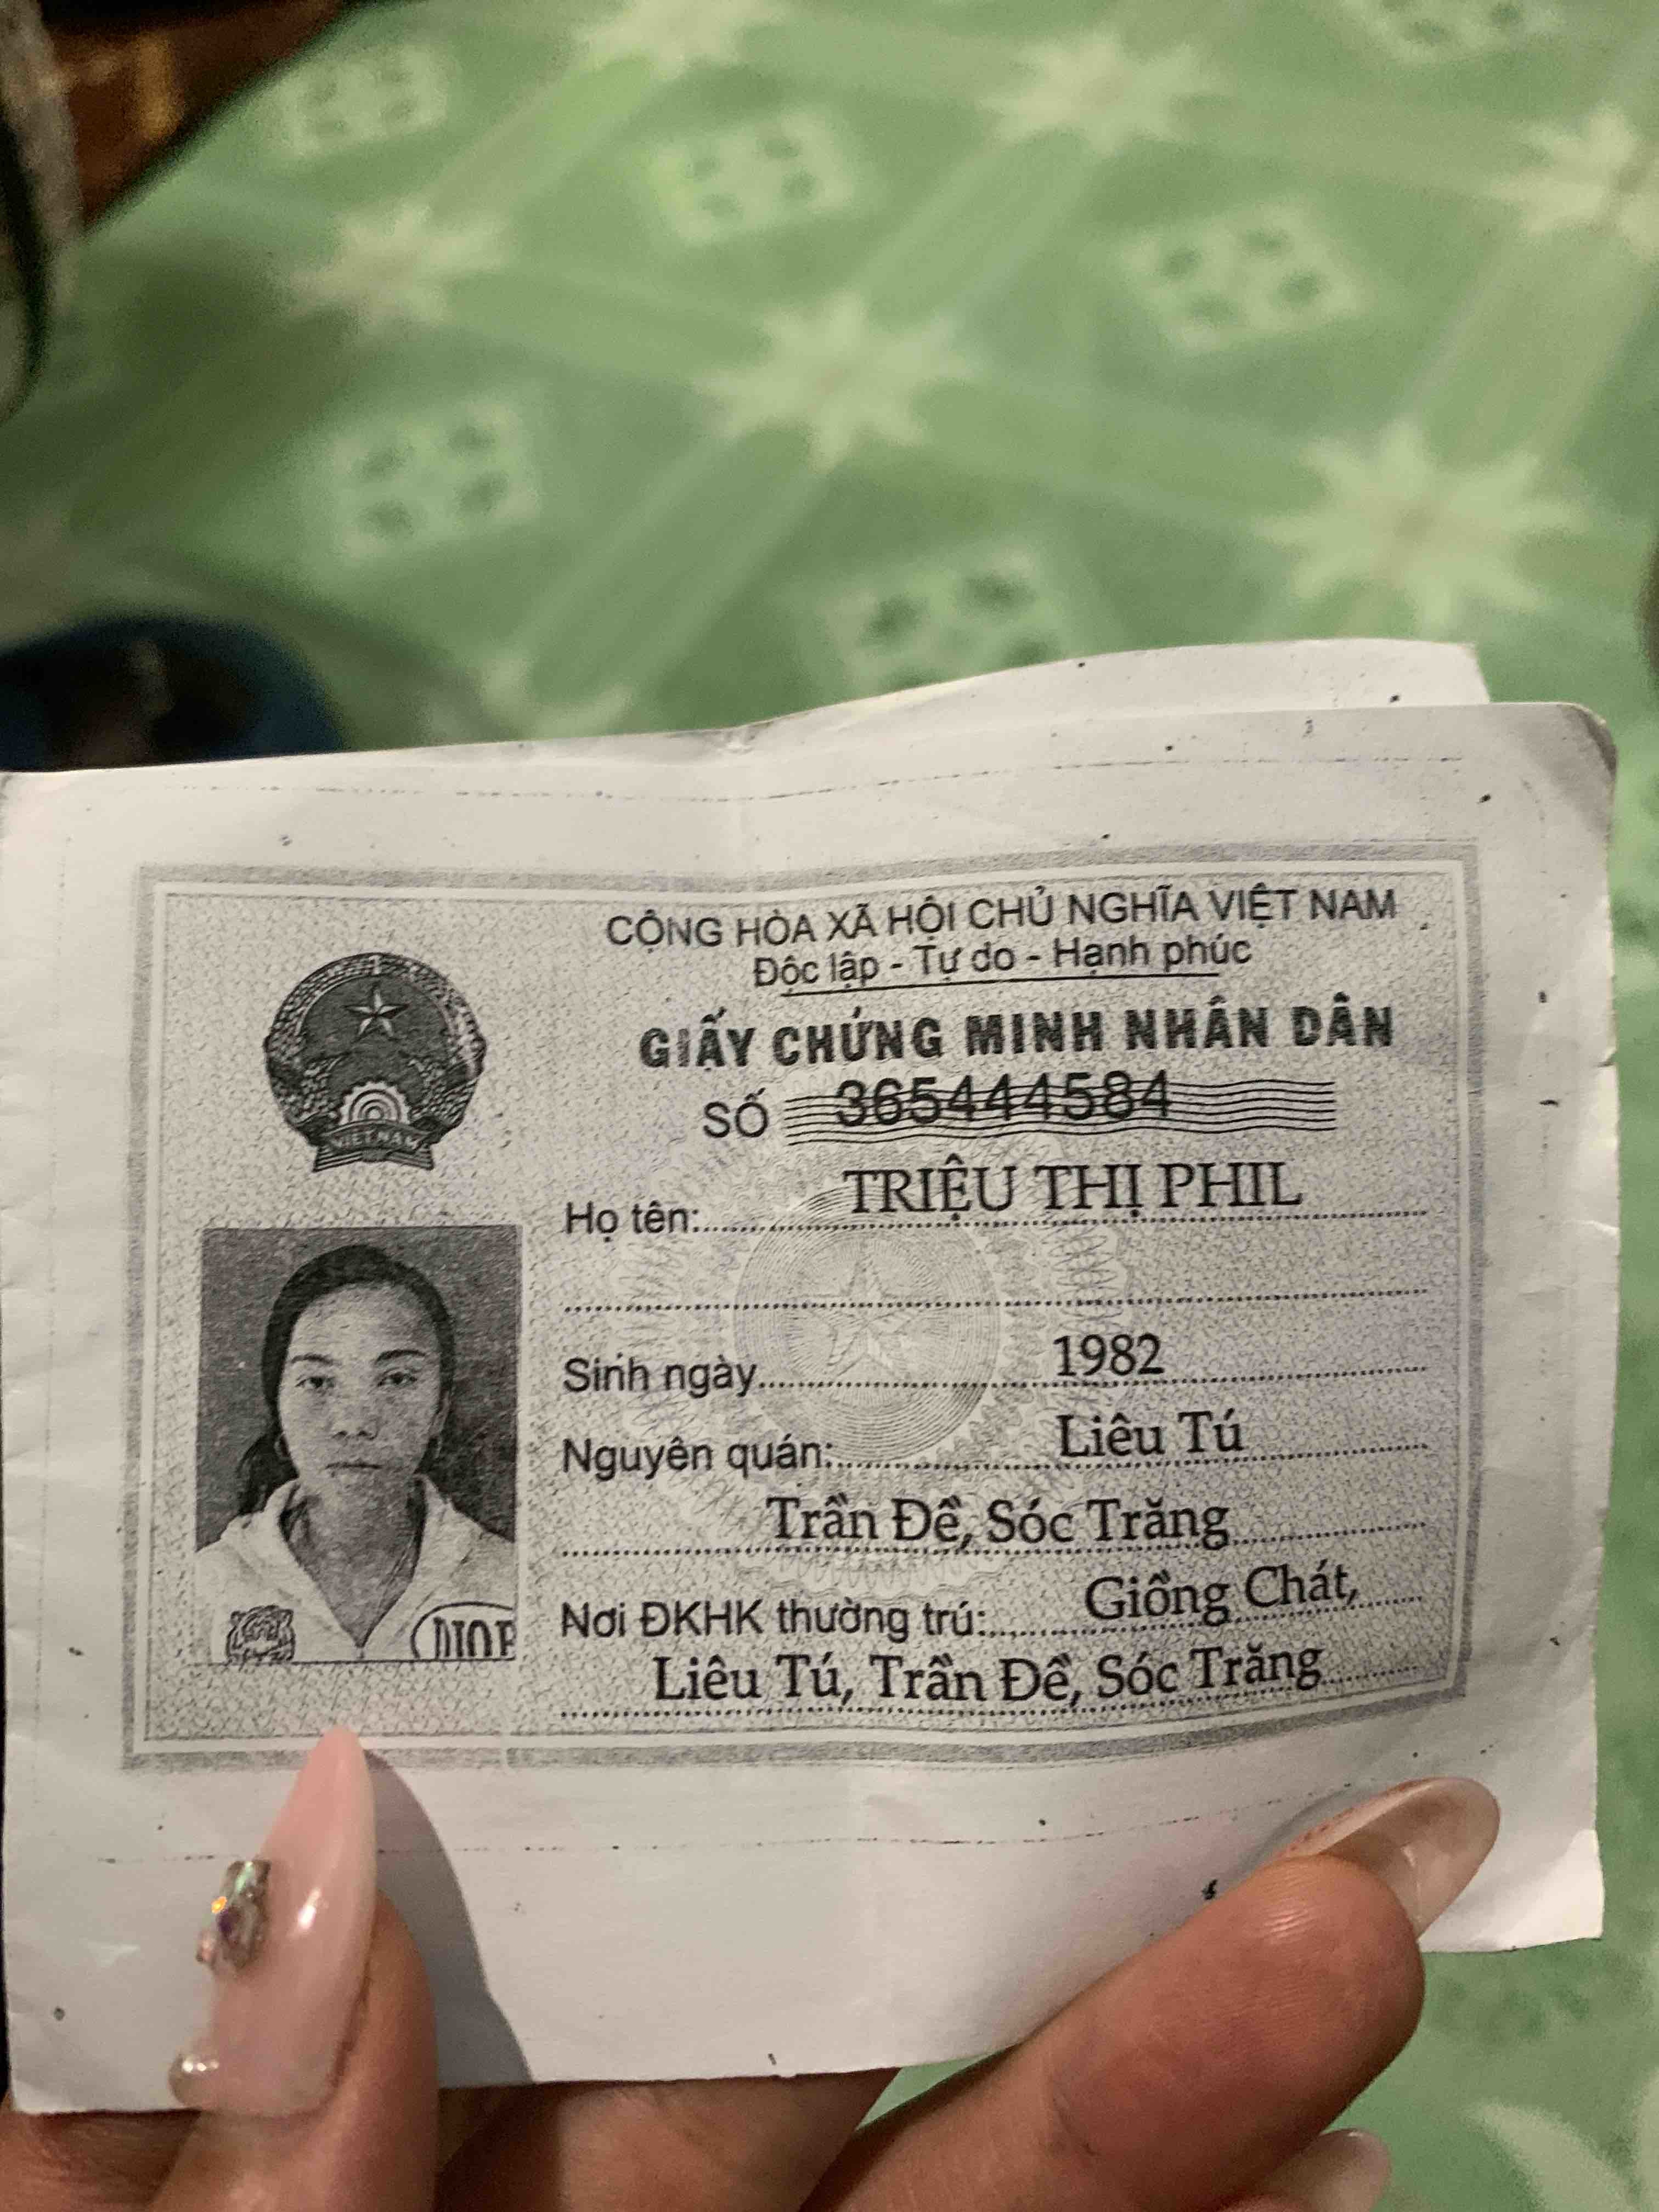 CỘNG HÒA XÃ HỘI CHỦ NGHĨA VIỆT NAM
Độc lập - Tự do - Hạnh phúc
GIẤY CHỨNG MINH NHÂN DÂN
SỐ 365444584
VIET NAM
Họ tên: TRIỆU THỊ PHIL
Sinh ngày 1982
Nguyên quán: Liêu Tú
Trần Đề, Sóc Trăng
Nơi ĐKHK thường trú: Giồng Chát,
Liêu Tú, Trần Đề, Sóc Trăng